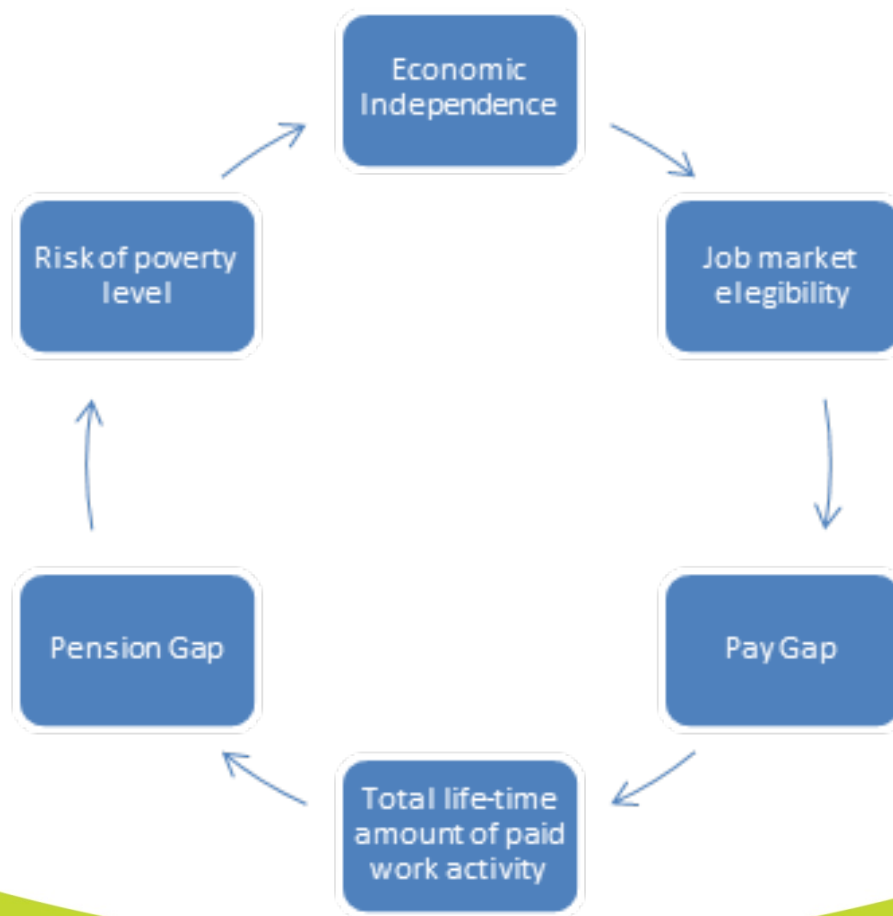 Economic
Independence
Job market
elegibility
Pay Gap
Total life-time
amount of paid
work activity
Pension Gap
Risk of poverty
level